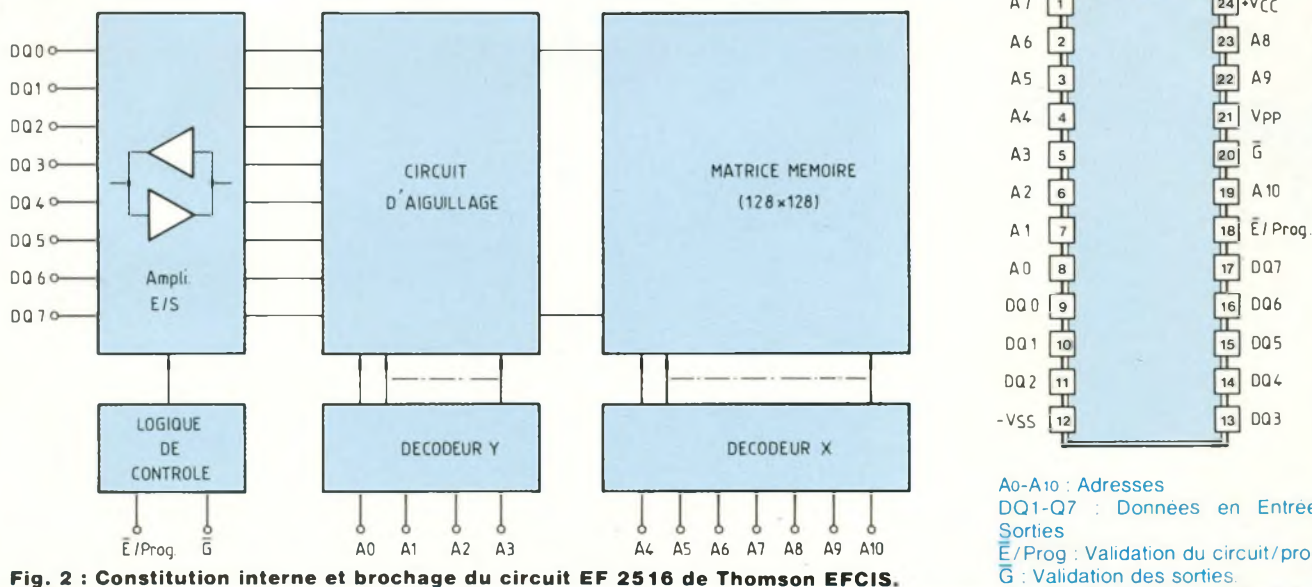 DQ0
DQ1
DQ2
DQ3
DQ4
DQ5
DQ6
DQ7
Ampli.
E/S
CIRCUIT
D'AIGUILLAGE
MATRICE MEMOIRE
(128×128)
LOGIQUE
DE
CONTROLE
DECODEUR Y
DECODEUR X
E̅/Prog. G̅
A0 A1 A2 A3
A4 A5 A6 A7 A8 A9 A10
Fig. 2 : Constitution interne et brochage du circuit EF 2516 de Thomson EFCIS.
A7 1 24 +VCC
A6 2 23 A8
A5 3 22 A9
A4 4 21 VPP
A3 5 20 G̅
A2 6 19 A10
A1 7 18 E̅/Prog.
A0 8 17 DQ7
DQ0 9 16 DQ6
DQ1 10 15 DQ5
DQ2 11 14 DQ4
-VSS 12 13 DQ3
A0-A10 : Adresses
DQ1-Q7 : Données en Entrée
Sorties
E̅/Prog : Validation du circuit/pro
G̅ : Validation des sorties.